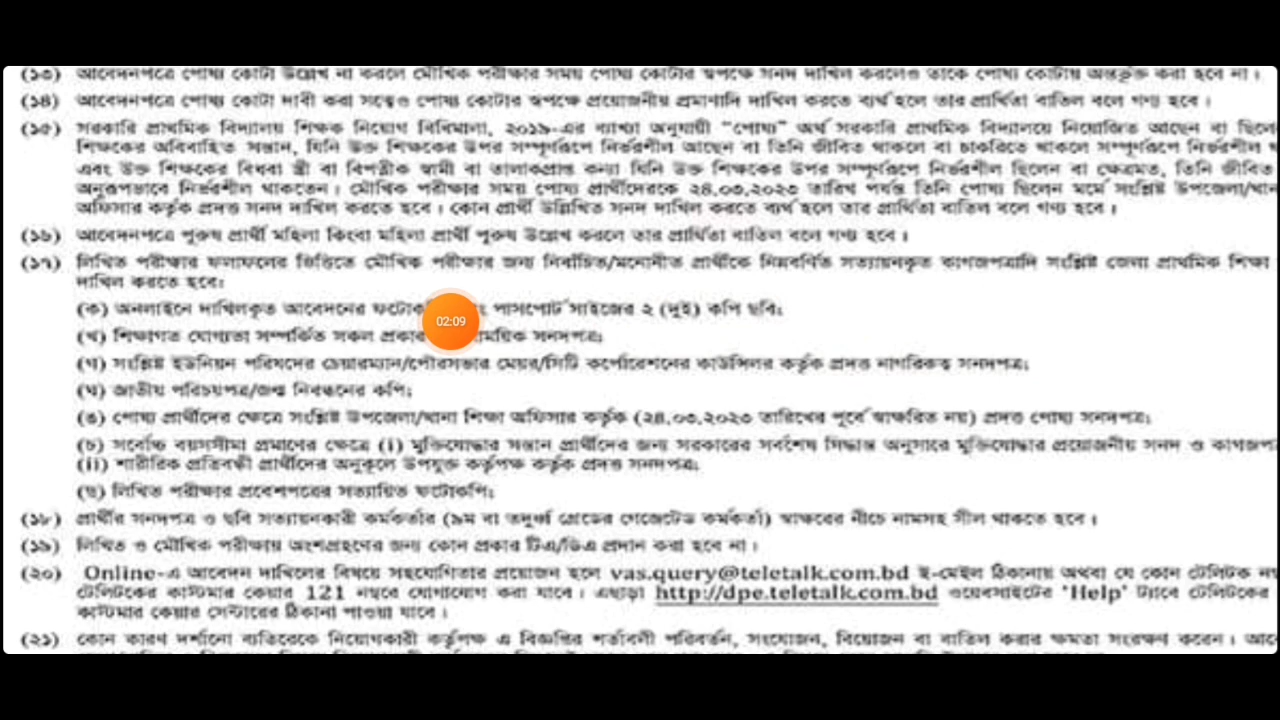 (১৩) আবেদনপত্রে পোষ্য কোটা উল্লেখ না করলে মৌখিক পরীক্ষার সময় পোষ্য কোটার স্বপক্ষে সনদ দাখিল করলেও তাকে পোষ্য কোটায় অন্তর্ভুক্ত করা হবে না।
(১৪) আবেদনপত্রে পোষ্য কোটা দাবী করা সত্ত্বেও পোষ্য কোটার স্বপক্ষে প্রয়োজনীয় প্রমাণাদি দাখিল করতে ব্যর্থ হলে তার প্রার্থিতা বাতিল বলে গণ্য হবে।
(১৫) সরকারি প্রাথমিক বিদ্যালয় শিক্ষক নিয়োগ বিধিমালা, ২০১৯-এর ব্যাখ্যা অনুযায়ী "পোষ্য" অর্থ সরকারি প্রাথমিক বিদ্যালয়ে নিয়োজিত আছেন বা ছিলে
শিক্ষকের অবিবাহিত সন্তান, যিনি উক্ত শিক্ষকের উপর সম্পূর্ণরূপে নির্ভরশীল আছেন বা তিনি জীবিত থাকলে বা চাকরিতে থাকলে সম্পূর্ণরূপে নির্ভরশীল
এবং উক্ত শিক্ষকের বিধবা স্ত্রী বা বিপত্নীক স্বামী বা তালাকপ্রাপ্ত কন্যা যিনি উক্ত শিক্ষকের উপর সম্পূর্ণরূপে নির্ভরশীল ছিলেন বা ক্ষেত্রমত, তিনি জীবিত
অনুরূপভাবে নির্ভরশীল থাকতেন। মৌখিক পরীক্ষার সময় পোষ্য প্রার্থীদেরকে ২৪.০৩.২০২৩ তারিখ পর্যন্ত তিনি পোষ্য ছিলেন মর্মে সংশ্লিষ্ট উপজেলা/থান
অফিসার কর্তৃক প্রদত্ত সনদ দাখিল করতে হবে। কোন প্রার্থী উল্লিখিত সনদ দাখিল করতে ব্যর্থ হলে তার প্রার্থিতা বাতিল বলে গণ্য হবে।
(১৬) আবেদনপত্রে পুরুষ প্রার্থী মহিলা কিংবা মহিলা প্রার্থী পুরুষ উল্লেখ করলে তার প্রার্থিতা বাতিল বলে গণ্য হবে।
(১৭) লিখিত পরীক্ষার ফলাফলের ভিত্তিতে মৌখিক পরীক্ষার জন্য নির্বাচিত/মনোনীত প্রার্থীকে নিম্নবর্ণিত সত্যায়নকৃত কাগজপত্রাদি সংশ্লিষ্ট জেলা প্রাথমিক শিক্ষা
দাখিল করতে হবে:
(ক) অনলাইনে দাখিলকৃত আবেদনের ফটোক পাসপোর্ট সাইজের ২ (দুই) কপি ছবি;
(খ) শিক্ষাগত যোগ্যতা সম্পর্কিত সকল প্রকার ময়িক সনদপত্র;
(গ) সংশ্লিষ্ট ইউনিয়ন পরিষদের চেয়ারম্যান/পৌরসভার মেয়র/সিটি কর্পোরেশনের কাউন্সিলর কর্তৃক প্রদত্ত নাগরিকত্ব সনদপত্র;
(ঘ) জাতীয় পরিচয়পত্র/জন্ম নিবন্ধনের কপি;
(ঙ) পোষ্য প্রার্থীদের ক্ষেত্রে সংশ্লিষ্ট উপজেলা/থানা শিক্ষা অফিসার কর্তৃক (২৪.০৩.২০২৩ তারিখের পূর্বে স্বাক্ষরিত নয়) প্রদত্ত পোষ্য সনদপত্র;
(চ) সর্বোচ্চ বয়সসীমা প্রমাণের ক্ষেত্রে (i) মুক্তিযোদ্ধার সন্তান প্রার্থীদের জন্য সরকারের সর্বশেষ সিদ্ধান্ত অনুসারে মুক্তিযোদ্ধার প্রয়োজনীয় সনদ ও কাগজপ
(ii) শারীরিক প্রতিবন্ধী প্রার্থীদের অনুকূলে উপযুক্ত কর্তৃপক্ষ কর্তৃক প্রদত্ত সনদপত্র;
(ছ) লিখিত পরীক্ষার প্রবেশপত্রের সত্যায়িত ফটোকপি;
(১৮) প্রার্থীর সনদপত্র ও ছবি সত্যায়নকারী কর্মকর্তার (৯ম বা তদূর্ধ্ব গ্রেডের গেজেটেড কর্মকর্তা) স্বাক্ষরের নীচে নামসহ সীল থাকতে হবে।
(১৯) লিখিত ও মৌখিক পরীক্ষায় অংশগ্রহণের জন্য কোন প্রকার টিএ/ডিএ প্রদান করা হবে না।
(২০) Online-এ আবেদন দাখিলের বিষয়ে সহযোগিতার প্রয়োজন হলে vas.query@teletalk.com.bd ই-মেইল ঠিকানায় অথবা যে কোন টেলিটক নম
টেলিটকের কাস্টমার কেয়ার 121 নম্বরে যোগাযোগ করা যাবে। এছাড়া http://dpe.teletalk.com.bd ওয়েবসাইটের 'Help' ট্যাবে টেলিটকের
কাস্টমার কেয়ার সেন্টারের ঠিকানা পাওয়া যাবে।
(২১) কোন কারণ দর্শানো ব্যতিরেকে নিয়োগকারী কর্তৃপক্ষ এ বিজ্ঞপ্তির শর্তাবলী পরিবর্তন, সংযোজন, বিয়োজন বা বাতিল করার ক্ষমতা সংরক্ষণ করেন। আবে
02:09